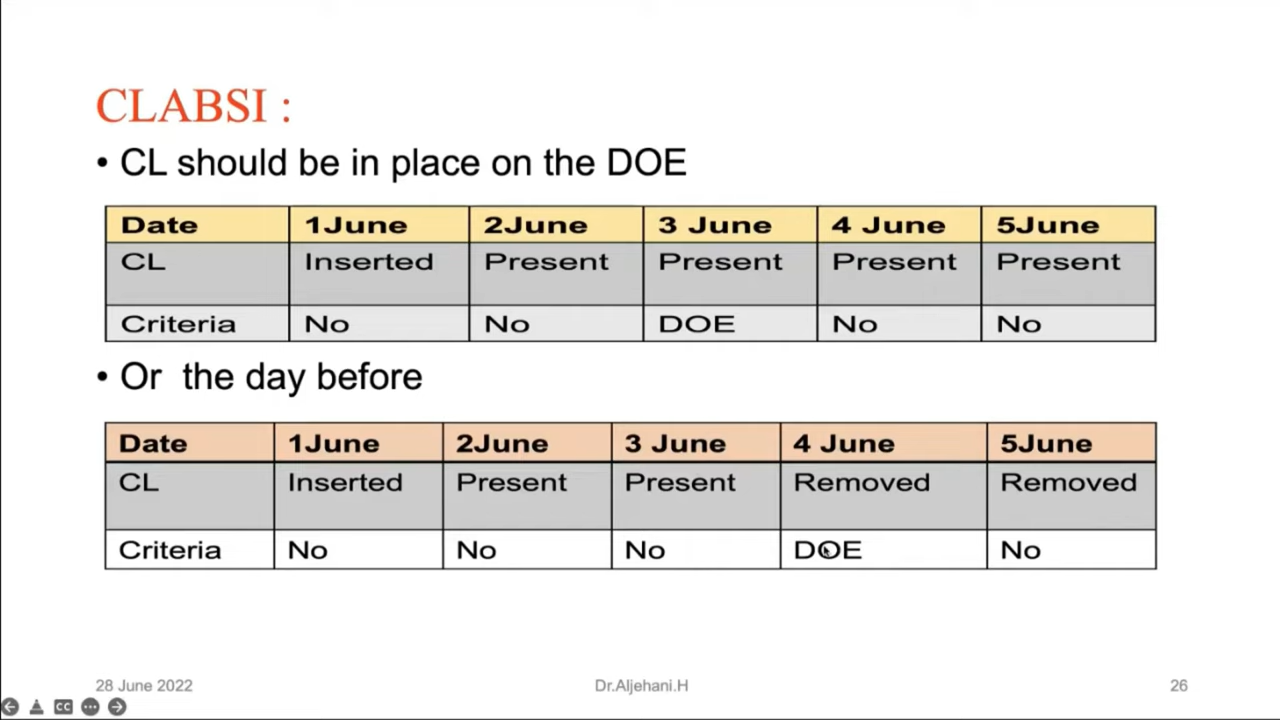 CLABSI :
• CL should be in place on the DOE
Date 1June 2June 3 June 4 June 5June
CL Inserted Present Present Present Present
Criteria No No DOE No No
• Or the day before
Date 1June 2June 3 June 4 June 5June
CL Inserted Present Present Removed Removed
Criteria No No No DOE No
28 June 2022 Dr.Aljehani.H 26
CC